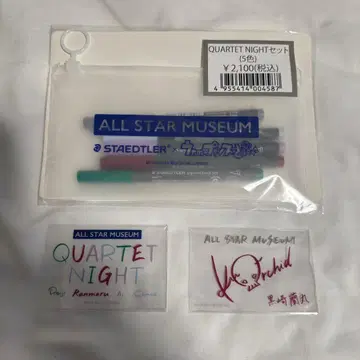 QUARTET NIGHTセット
(5色)
¥2,100(税込)
4 955414 004587
ALL STAR MUSEUM
STAEDTLER × うたの☆プリンスさまっ♪
ALL STAR MUSEUM
QUARTET
NIGHT
Reiji Ranmaru Ai Camus
ALL STAR MUSEUM
Orchid
黒崎蘭丸